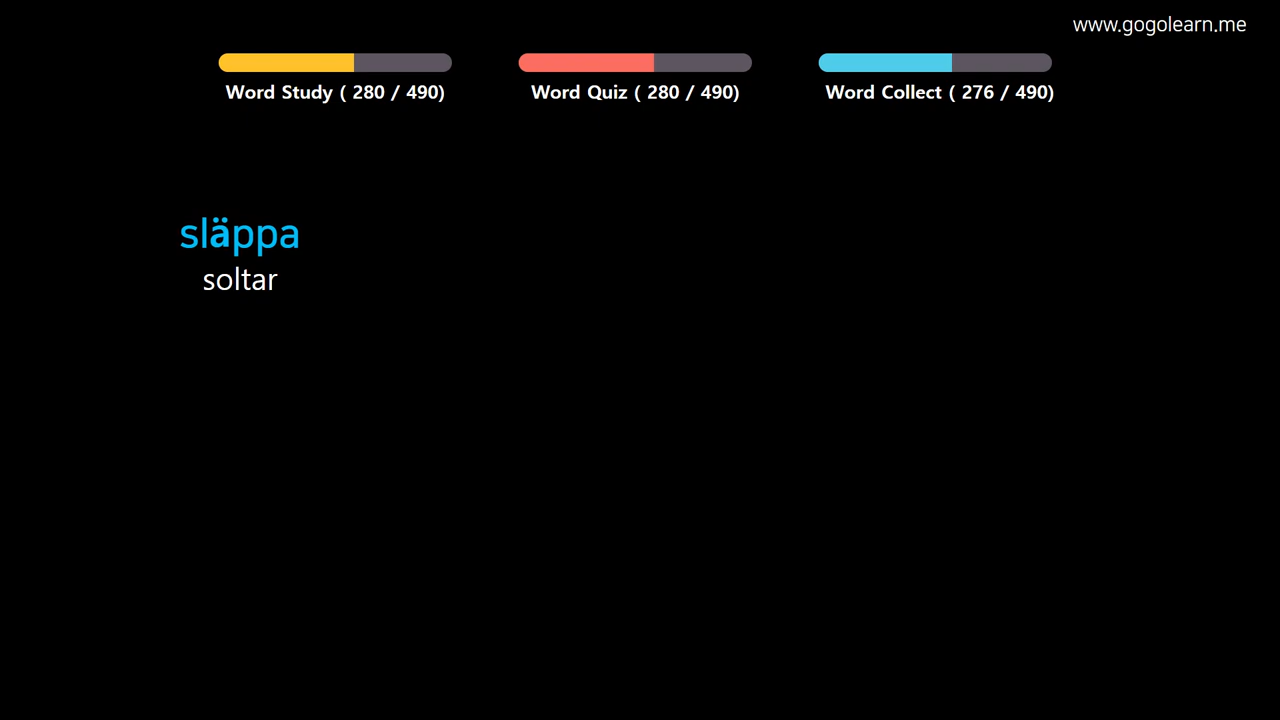 www.gogolearn.me
Word Study ( 280 / 490)
Word Quiz ( 280 / 490)
Word Collect ( 276 / 490)
släppa
soltar